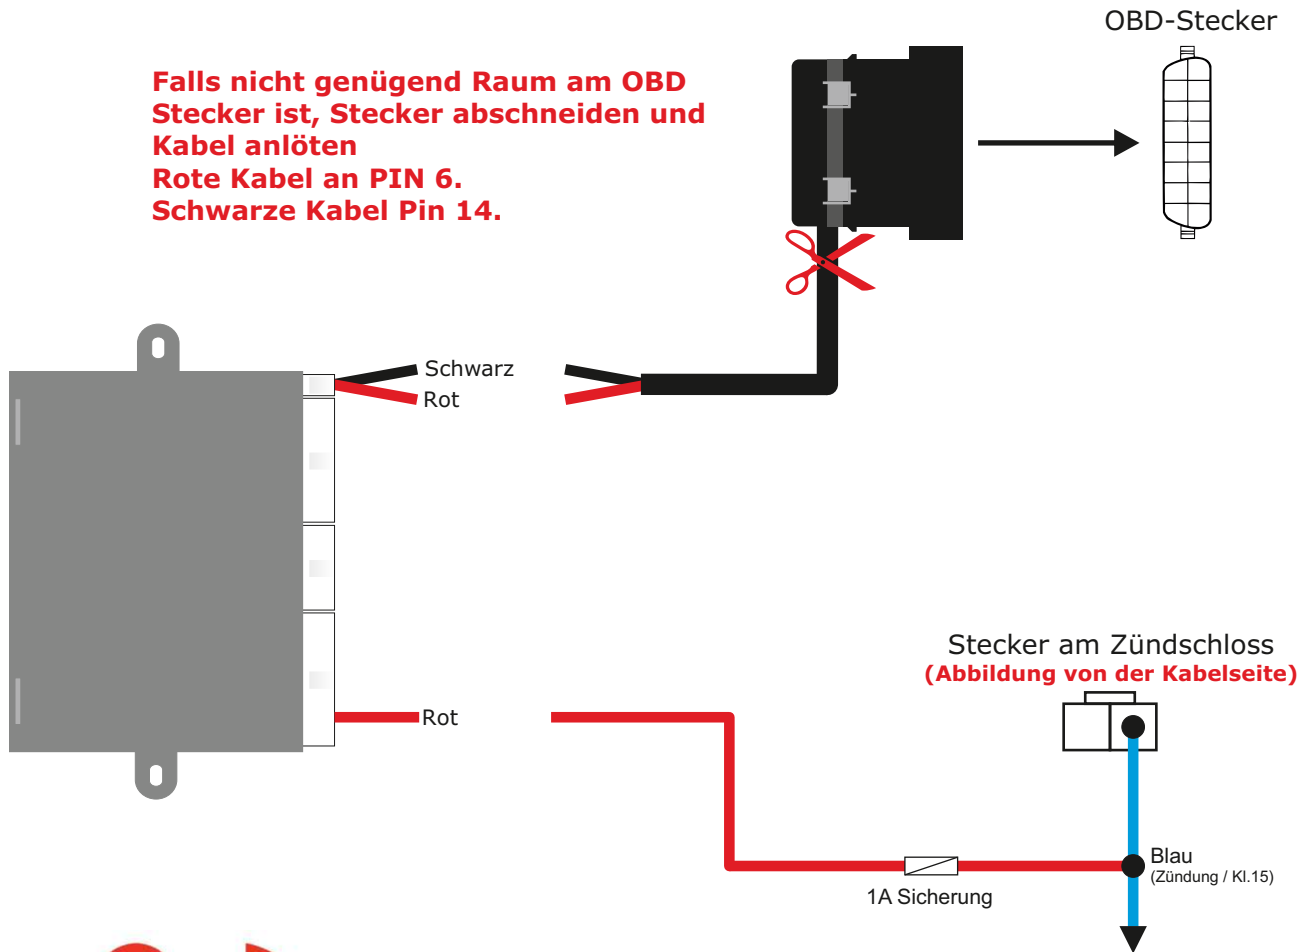 OBD-Stecker
Falls nicht genügend Raum am OBD
Stecker ist, Stecker abschneiden und
Kabel anlöten
Rote Kabel an PIN 6.
Schwarze Kabel Pin 14.
Schwarz
Rot
Stecker am Zündschloss
(Abbildung von der Kabelseite)
Rot
Blau
(Zündung / Kl.15)
1A Sicherung